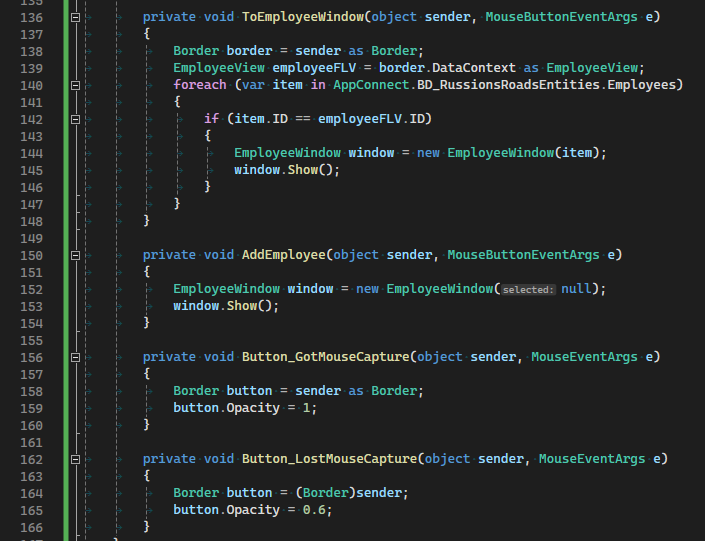 135
136 private void ToEmployeeWindow(object sender, MouseButtonEventArgs e)
137 {
138 Border border = sender as Border;
139 EmployeeView employeeFLV = border.DataContext as EmployeeView;
140 foreach (var item in AppConnect.BD_RussionsRoadsEntities.Employees)
141 {
142 if (item.ID == employeeFLV.ID)
143 {
144 EmployeeWindow window = new EmployeeWindow(item);
145 window.Show();
146 }
147 }
148 }
149
150 private void AddEmployee(object sender, MouseButtonEventArgs e)
151 {
152 EmployeeWindow window = new EmployeeWindow(selected: null);
153 window.Show();
154 }
155
156 private void Button_GotMouseCapture(object sender, MouseEventArgs e)
157 {
158 Border button = sender as Border;
159 button.Opacity = 1;
160 }
161
162 private void Button_LostMouseCapture(object sender, MouseEventArgs e)
163 {
164 Border button = (Border)sender;
165 button.Opacity = 0.6;
166 }
167 }